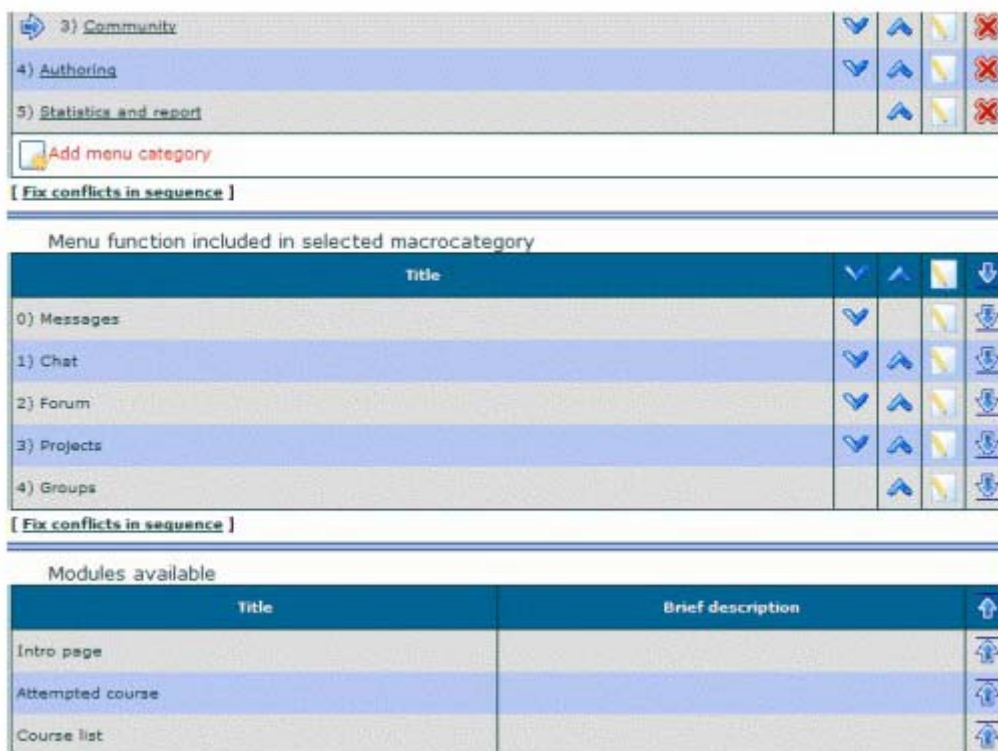 3) Community
4) Authoring
5) Statistics and report
Add menu category
[ Fix conflicts in sequence ]
Menu function included in selected macrocategory
Title
0) Messages
1) Chat
2) Forum
3) Projects
4) Groups
[ Fix conflicts in sequence ]
Modules available
Title Brief description
Intro page
Attempted course
Course list